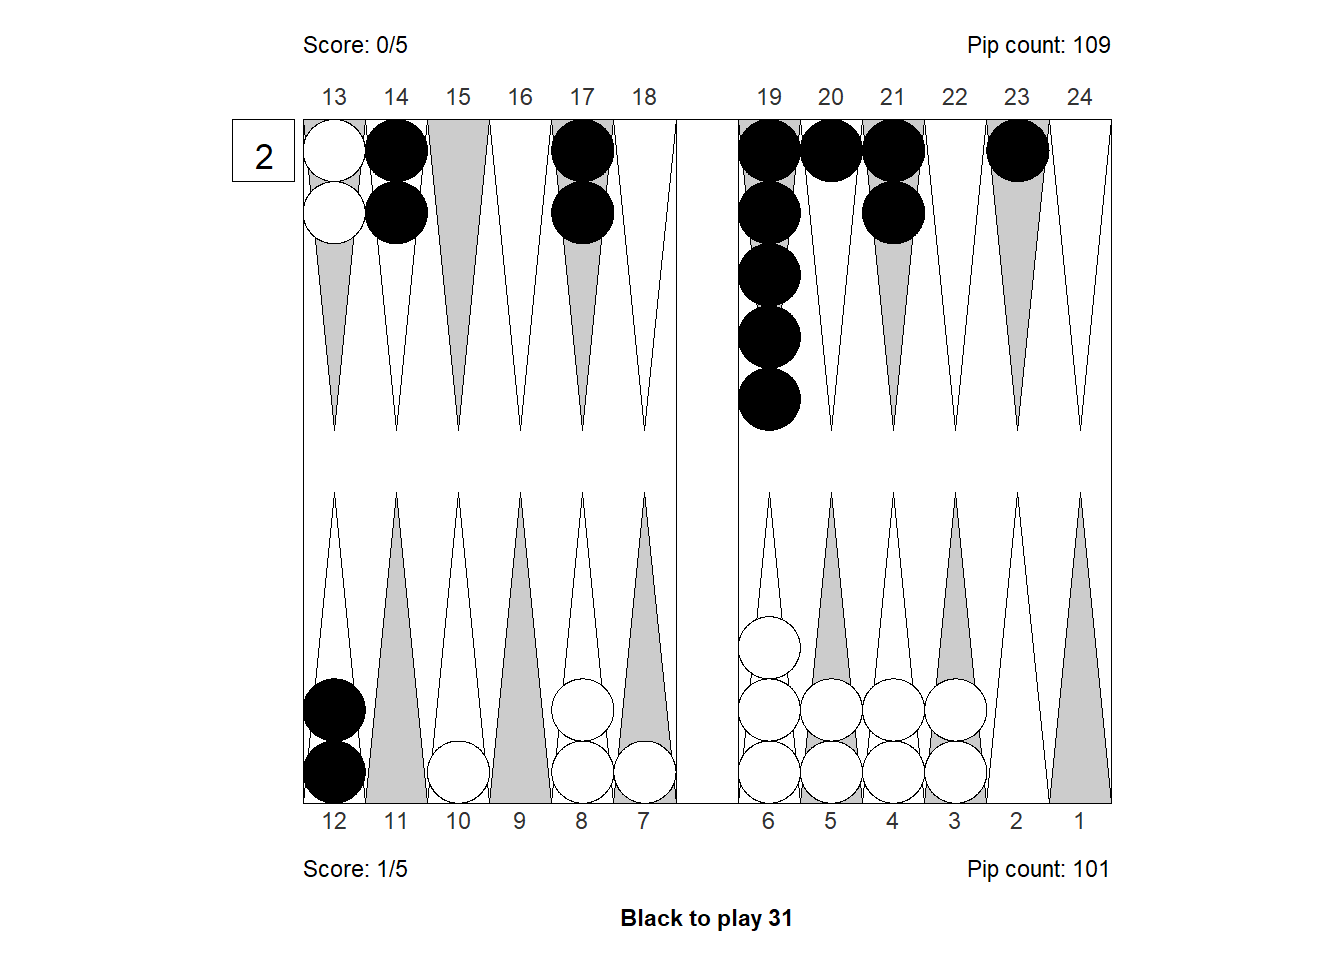 Score: 0/5 Pip count: 109
13 14 15 16 17 18 19 20 21 22 23 24
2
12 11 10 9 8 7 6 5 4 3 2 1
Score: 1/5 Pip count: 101
Black to play 31